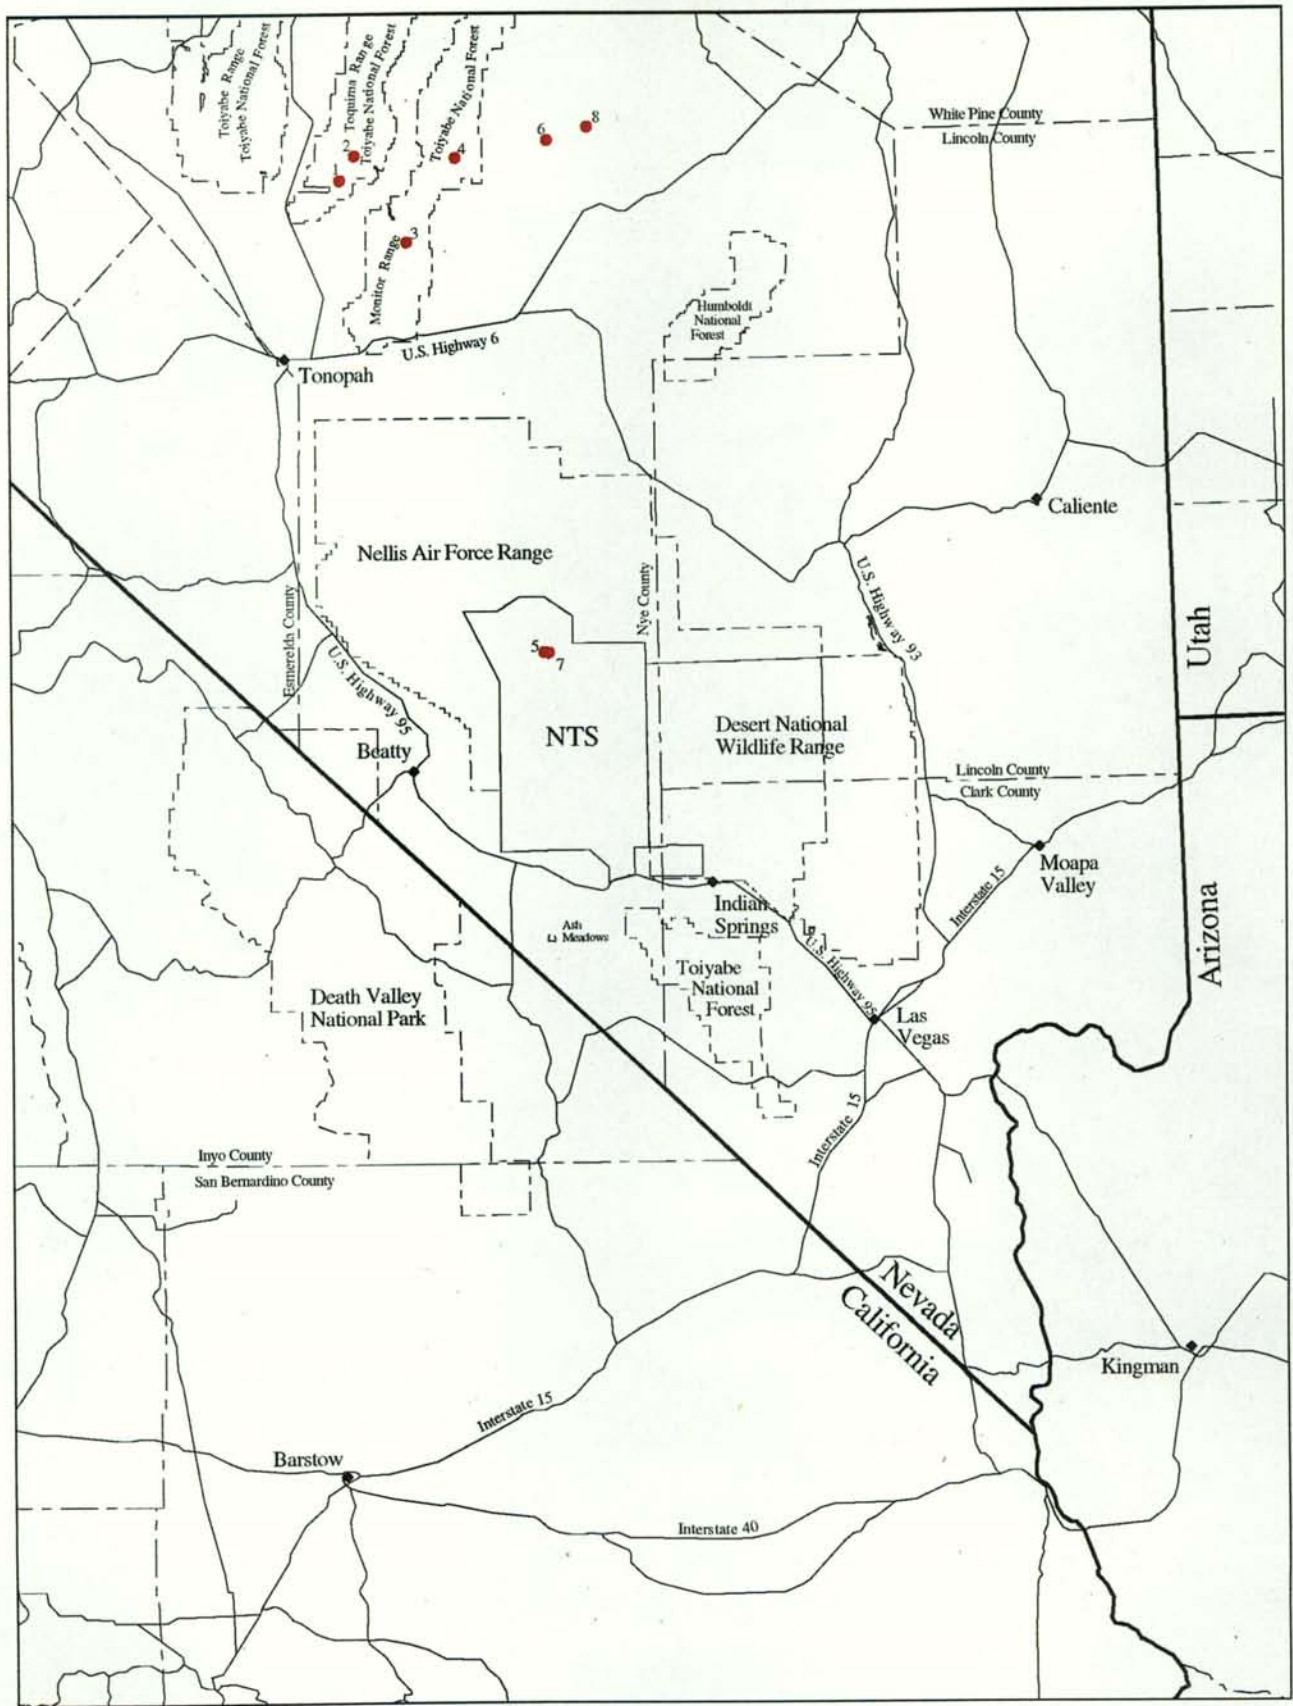 Toiyabe Range
Toiyabe National Forest
Toquima Range
Toiyabe National Forest
Toiyabe National Forest
White Pine County
Lincoln County
8
6
2
4
1
3
Monitor Range
Humboldt
National
Forest
U.S. Highway 6
Tonopah
Caliente
Nellis Air Force Range
U.S. Highway 93
Nye County
Esmerelda County
Utah
5
7
U.S. Highway 95
NTS
Desert National
Wildlife Range
Beatty
Lincoln County
Clark County
Moapa
Valley
Interstate 15
Indian
Springs
Ash
Meadows
Arizona
U.S. Highway 95
Toiyabe
National
Forest
Death Valley
National Park
Las
Vegas
Interstate 15
Inyo County
San Bernardino County
Nevada
California
Kingman
Interstate 15
Barstow
Interstate 40